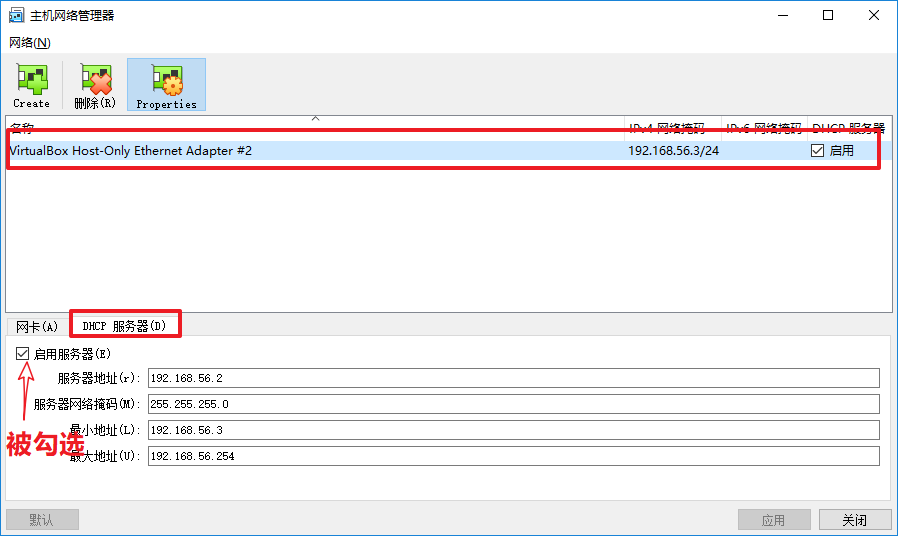 主机网络管理器
网络(N)
Create 删除(R) Properties
名称 IPv4 网络掩码 IPv6 网络掩码 DHCP 服务器
VirtualBox Host-Only Ethernet Adapter #2 192.168.56.3/24 启用
网卡(A) DHCP 服务器(D)
启用服务器(E)
服务器地址(r): 192.168.56.2
服务器网络掩码(M): 255.255.255.0
最小地址(L): 192.168.56.3
被勾选
最大地址(U): 192.168.56.254
默认 应用 关闭